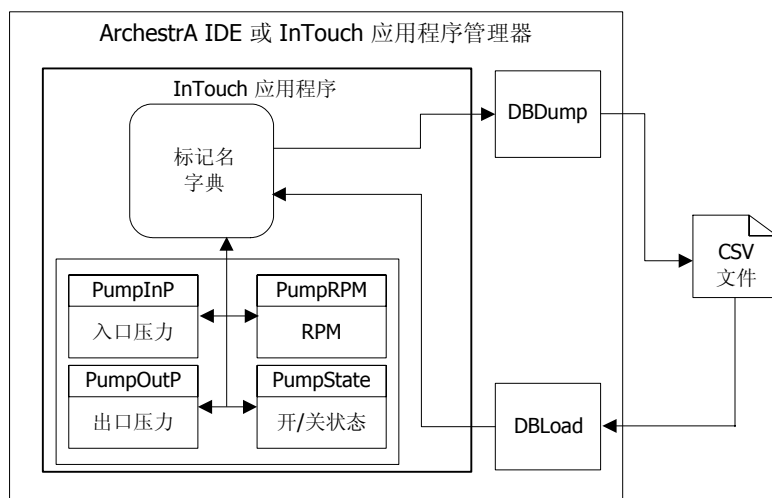 ArchestrA IDE 或 InTouch 应用程序管理器
InTouch 应用程序
标记名
字典
DBDump
CSV
文件
PumpInP
入口压力
PumpRPM
RPM
PumpOutP
出口压力
PumpState
开/关状态
DBLoad